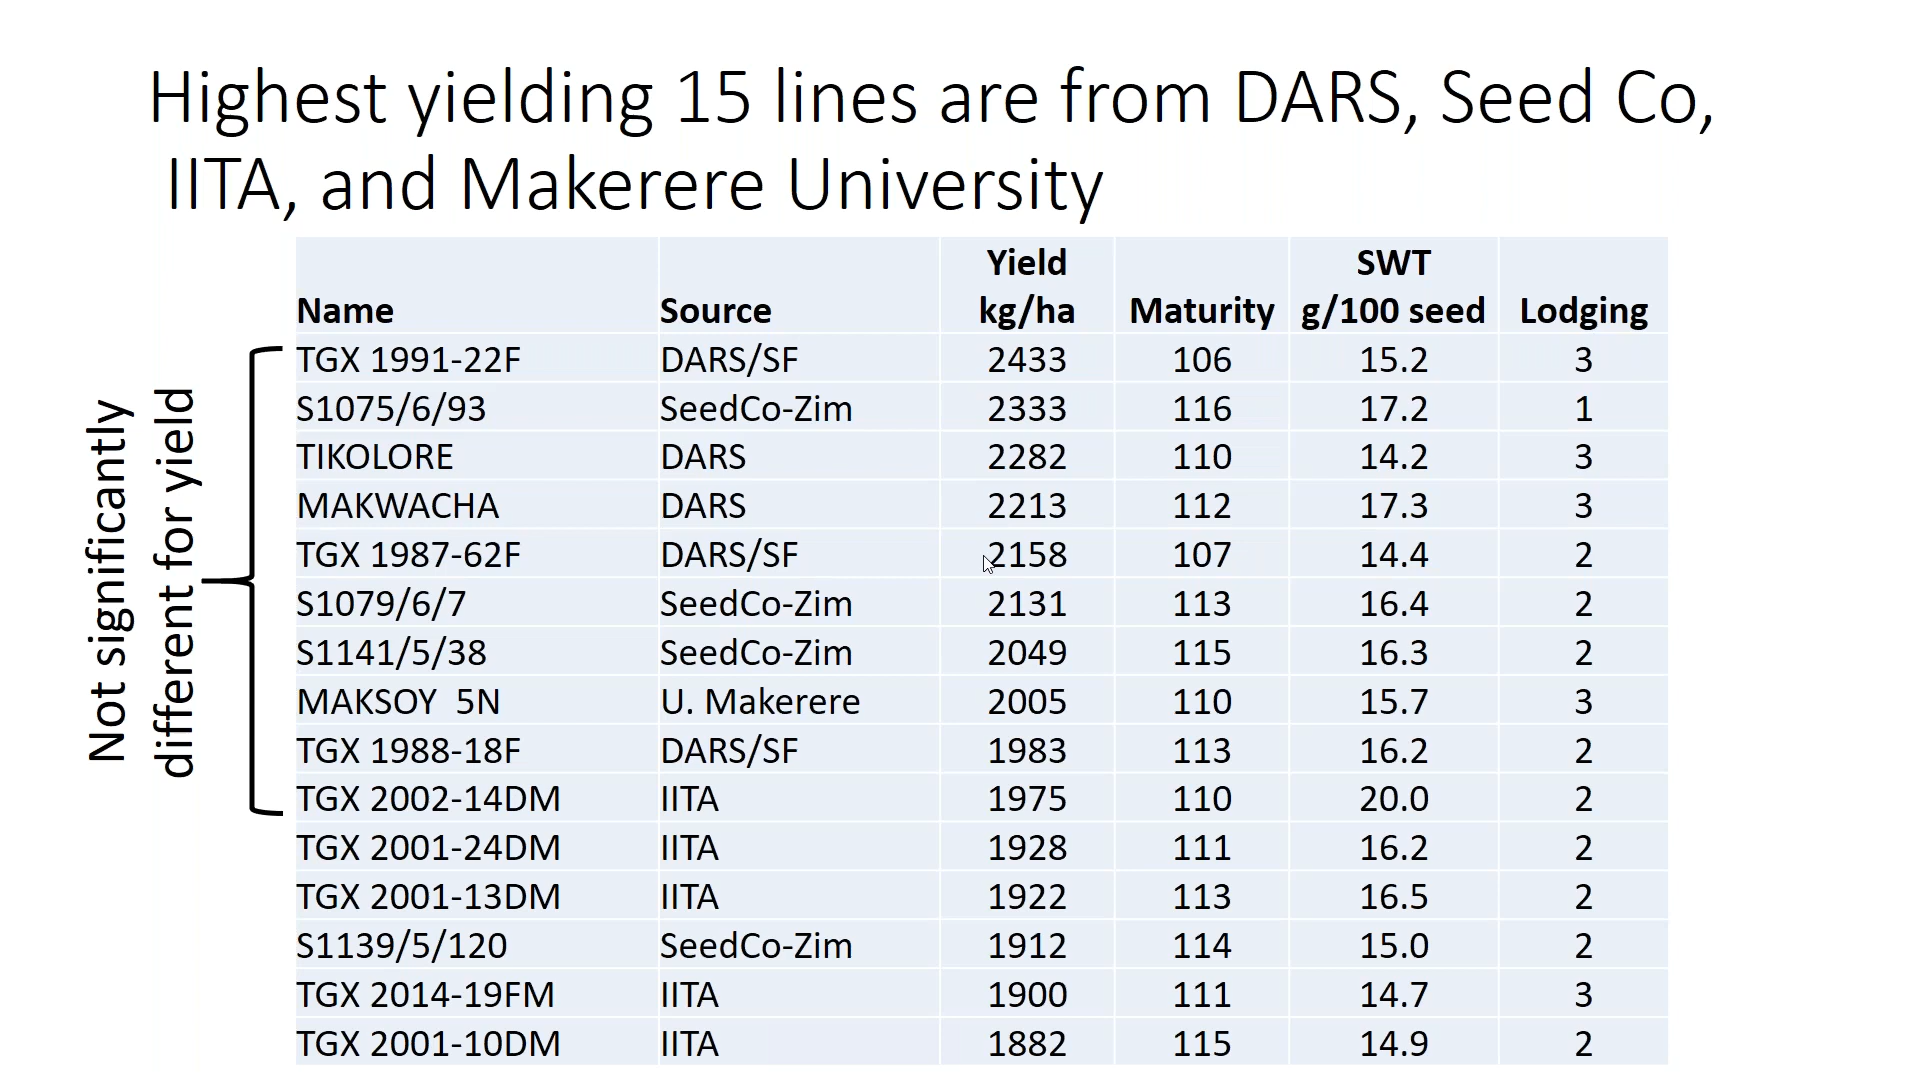 Highest yielding 15 lines are from DARS, Seed Co,
IITA, and Makerere University
Not significantly
different for yield
Name Source Yield kg/ha Maturity SWT g/100 seed Lodging
TGX 1991-22F DARS/SF 2433 106 15.2 3
S1075/6/93 SeedCo-Zim 2333 116 17.2 1
TIKOLORE DARS 2282 110 14.2 3
MAKWACHA DARS 2213 112 17.3 3
TGX 1987-62F DARS/SF 2158 107 14.4 2
S1079/6/7 SeedCo-Zim 2131 113 16.4 2
S1141/5/38 SeedCo-Zim 2049 115 16.3 2
MAKSOY 5N U. Makerere 2005 110 15.7 3
TGX 1988-18F DARS/SF 1983 113 16.2 2
TGX 2002-14DM IITA 1975 110 20.0 2
TGX 2001-24DM IITA 1928 111 16.2 2
TGX 2001-13DM IITA 1922 113 16.5 2
S1139/5/120 SeedCo-Zim 1912 114 15.0 2
TGX 2014-19FM IITA 1900 111 14.7 3
TGX 2001-10DM IITA 1882 115 14.9 2